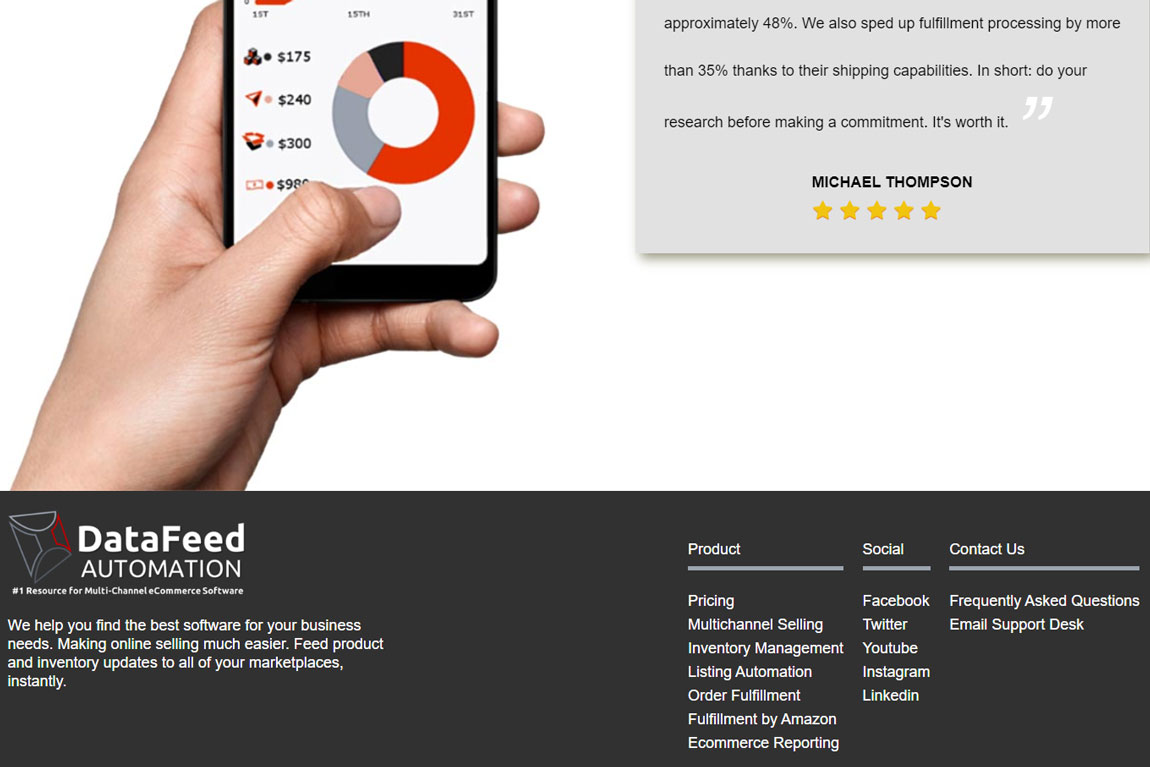 0
1ST 15TH 31ST
$175
$240
$300
$980
approximately 48%. We also sped up fulfillment processing by more
than 35% thanks to their shipping capabilities. In short: do your
research before making a commitment. It's worth it. ”
MICHAEL THOMPSON
DataFeed
AUTOMATION
#1 Resource for Multi-Channel eCommerce Software
We help you find the best software for your business
needs. Making online selling much easier. Feed product
and inventory updates to all of your marketplaces,
instantly.
Product
Pricing
Multichannel Selling
Inventory Management
Listing Automation
Order Fulfillment
Fulfillment by Amazon
Ecommerce Reporting
Social
Facebook
Twitter
Youtube
Instagram
Linkedin
Contact Us
Frequently Asked Questions
Email Support Desk